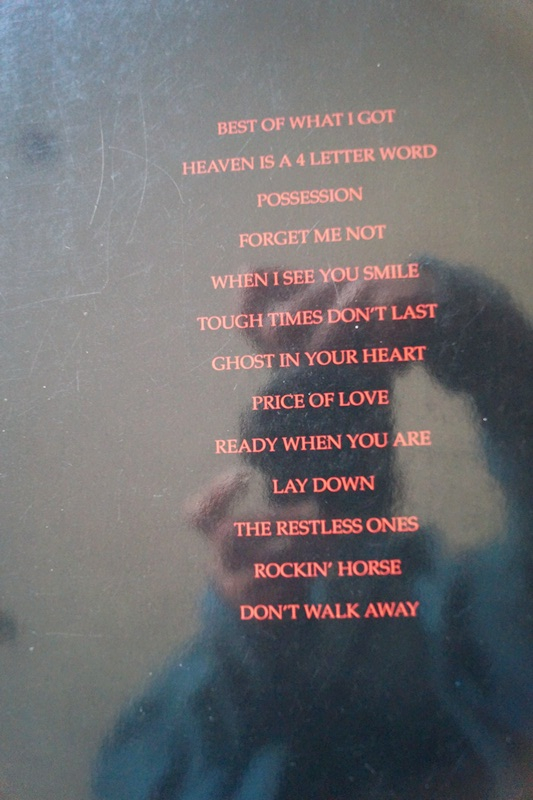 BEST OF WHAT I GOT
HEAVEN IS A 4 LETTER WORD
POSSESSION
FORGET ME NOT
WHEN I SEE YOU SMILE
TOUGH TIMES DON'T LAST
GHOST IN YOUR HEART
PRICE OF LOVE
READY WHEN YOU ARE
LAY DOWN
THE RESTLESS ONES
ROCKIN' HORSE
DON'T WALK AWAY